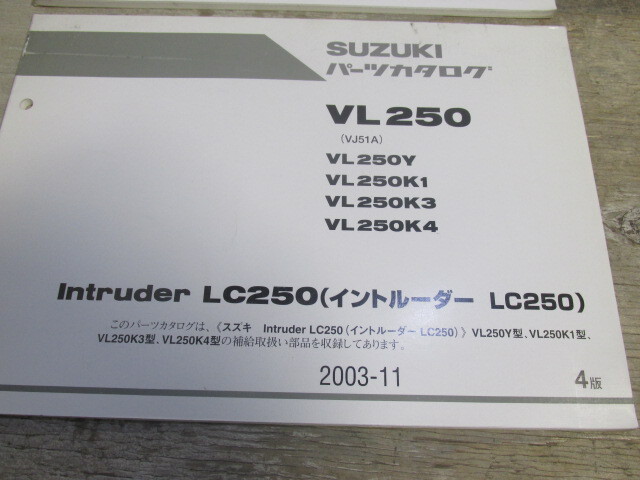 SUZUKI
パーツカタログ
VL250
(VJ51A)
VL250Y
VL250K1
VL250K3
VL250K4
Intruder LC250(イントルーダー LC250)
このパーツカタログは、《スズキ Intruder LC250(イントルーダー LC250)》VL250Y型、VL250K1型、
VL250K3型、VL250K4型の補給取扱い部品を収録してあります。
2003-11
4版